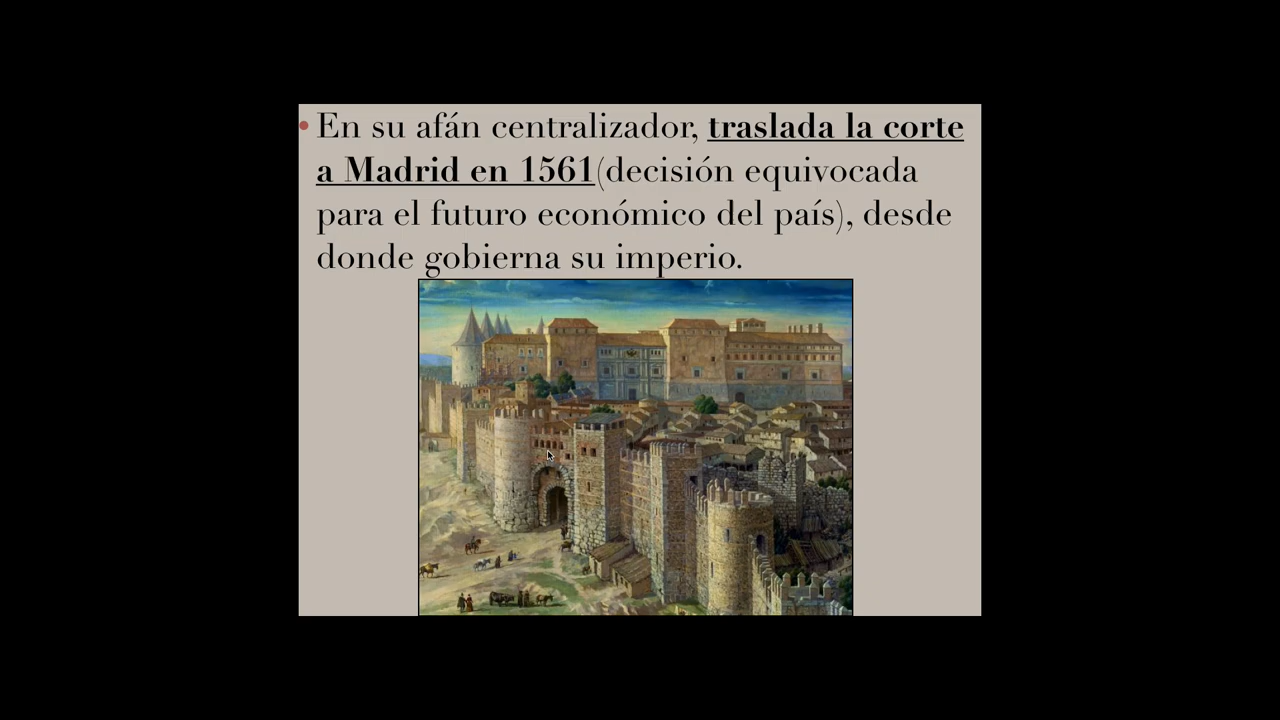 • En su afán centralizador, traslada la corte
a Madrid en 1561(decisión equivocada
para el futuro económico del país), desde
donde gobierna su imperio.